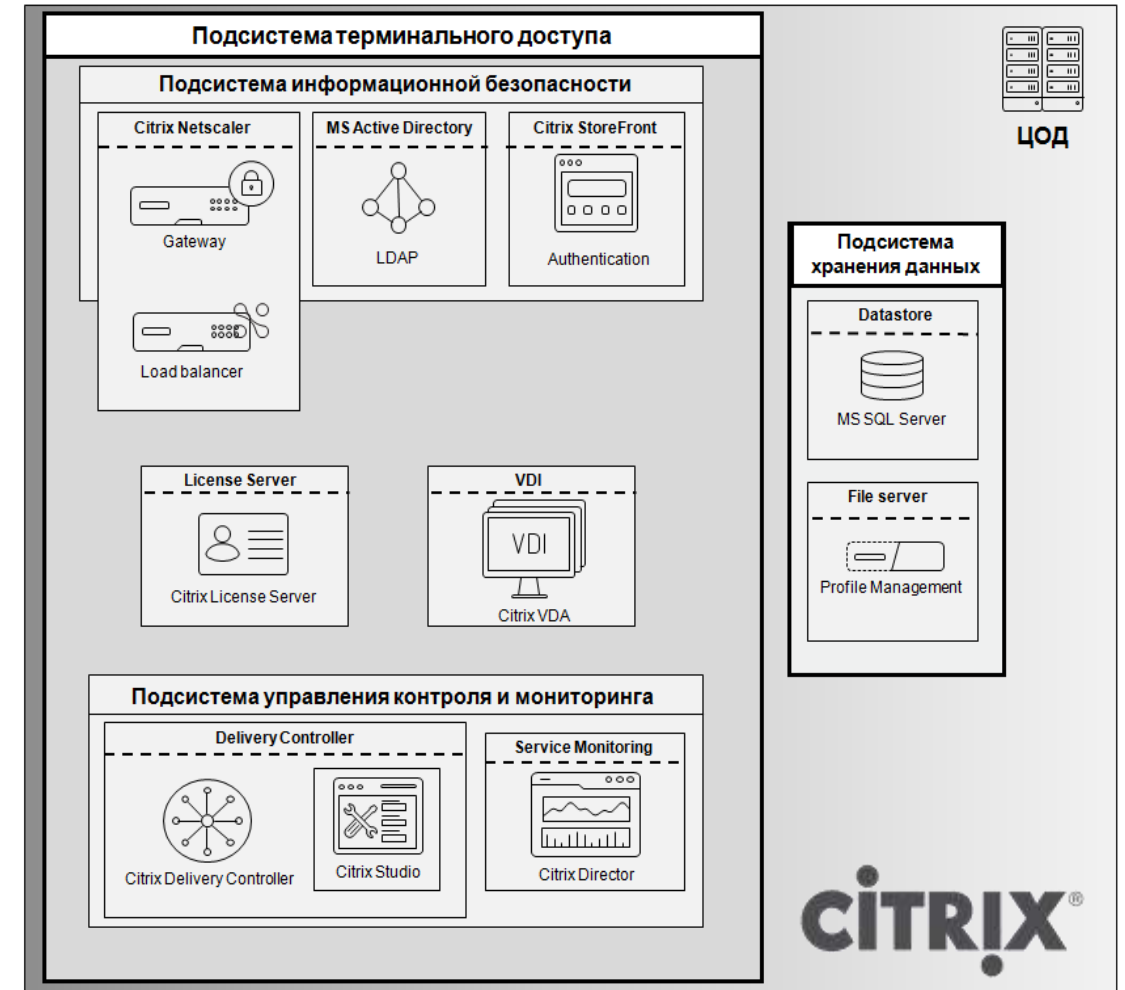 Подсистема терминального доступа
ЦОД
Подсистема информационной безопасности
Citrix Netscaler
Gateway
Load balancer
MS Active Directory
LDAP
Citrix StoreFront
Authentication
Подсистема
хранения данных
Datastore
MS SQL Server
File server
Profile Management
License Server
Citrix License Server
VDI
VDI
Citrix VDA
Подсистема управления контроля и мониторинга
Delivery Controller
Citrix Delivery Controller
Citrix Studio
Service Monitoring
Citrix Director
CİTRIX®